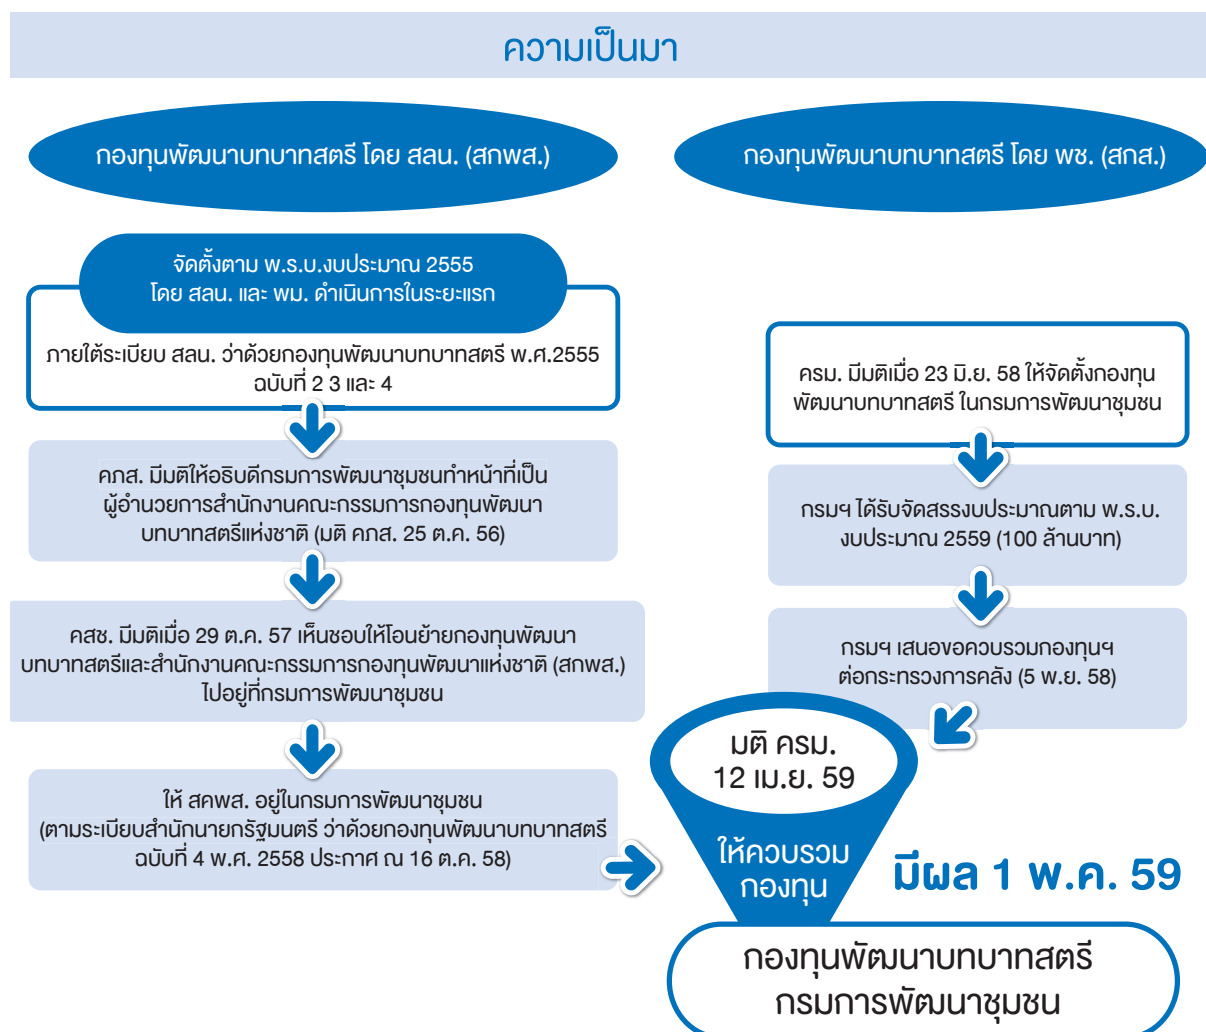 ความเป็นมา
กองทุนพัฒนาบทบาทสตรี โดย สลน. (สกพส.)
จัดตั้งตาม พ.ร.บ.งบประมาณ 2555
โดย สลน. และ พม. ดำเนินการในระยะแรก
ภายใต้ระเบียบ สลน. ว่าด้วยกองทุนพัฒนาบทบาทสตรี พ.ศ.2555
ฉบับที่ 2 3 และ 4
คภส. มีมติให้อธิบดีกรมการพัฒนาชุมชนทำหน้าที่เป็น
ผู้อำนวยการสำนักงานคณะกรรมการกองทุนพัฒนา
บทบาทสตรีแห่งชาติ (มติ คภส. 25 ต.ค. 56)
คสช. มีมติเมื่อ 29 ต.ค. 57 เห็นชอบให้โอนย้ายกองทุนพัฒนา
บทบาทสตรีและสำนักงานคณะกรรมการกองทุนพัฒนาแห่งชาติ (สกพส.)
ไปอยู่ที่กรมการพัฒนาชุมชน
ให้ สคพส. อยู่ในกรมการพัฒนาชุมชน
(ตามระเบียบสำนักนายกรัฐมนตรี ว่าด้วยกองทุนพัฒนาบทบาทสตรี
ฉบับที่ 4 พ.ศ. 2558 ประกาศ ณ 16 ต.ค. 58)
กองทุนพัฒนาบทบาทสตรี โดย พช. (สกส.)
ครม. มีมติเมื่อ 23 มิ.ย. 58 ให้จัดตั้งกองทุน
พัฒนาบทบาทสตรี ในกรมการพัฒนาชุมชน
กรมฯ ได้รับจัดสรรงบประมาณตาม พ.ร.บ.
งบประมาณ 2559 (100 ล้านบาท)
กรมฯ เสนอขอควบรวมกองทุนฯ
ต่อกระทรวงการคลัง (5 พ.ย. 58)
มติ ครม.
12 เม.ย. 59
ให้ควบรวม
กองทุน
มีผล 1 พ.ค. 59
กองทุนพัฒนาบทบาทสตรี
กรมการพัฒนาชุมชน